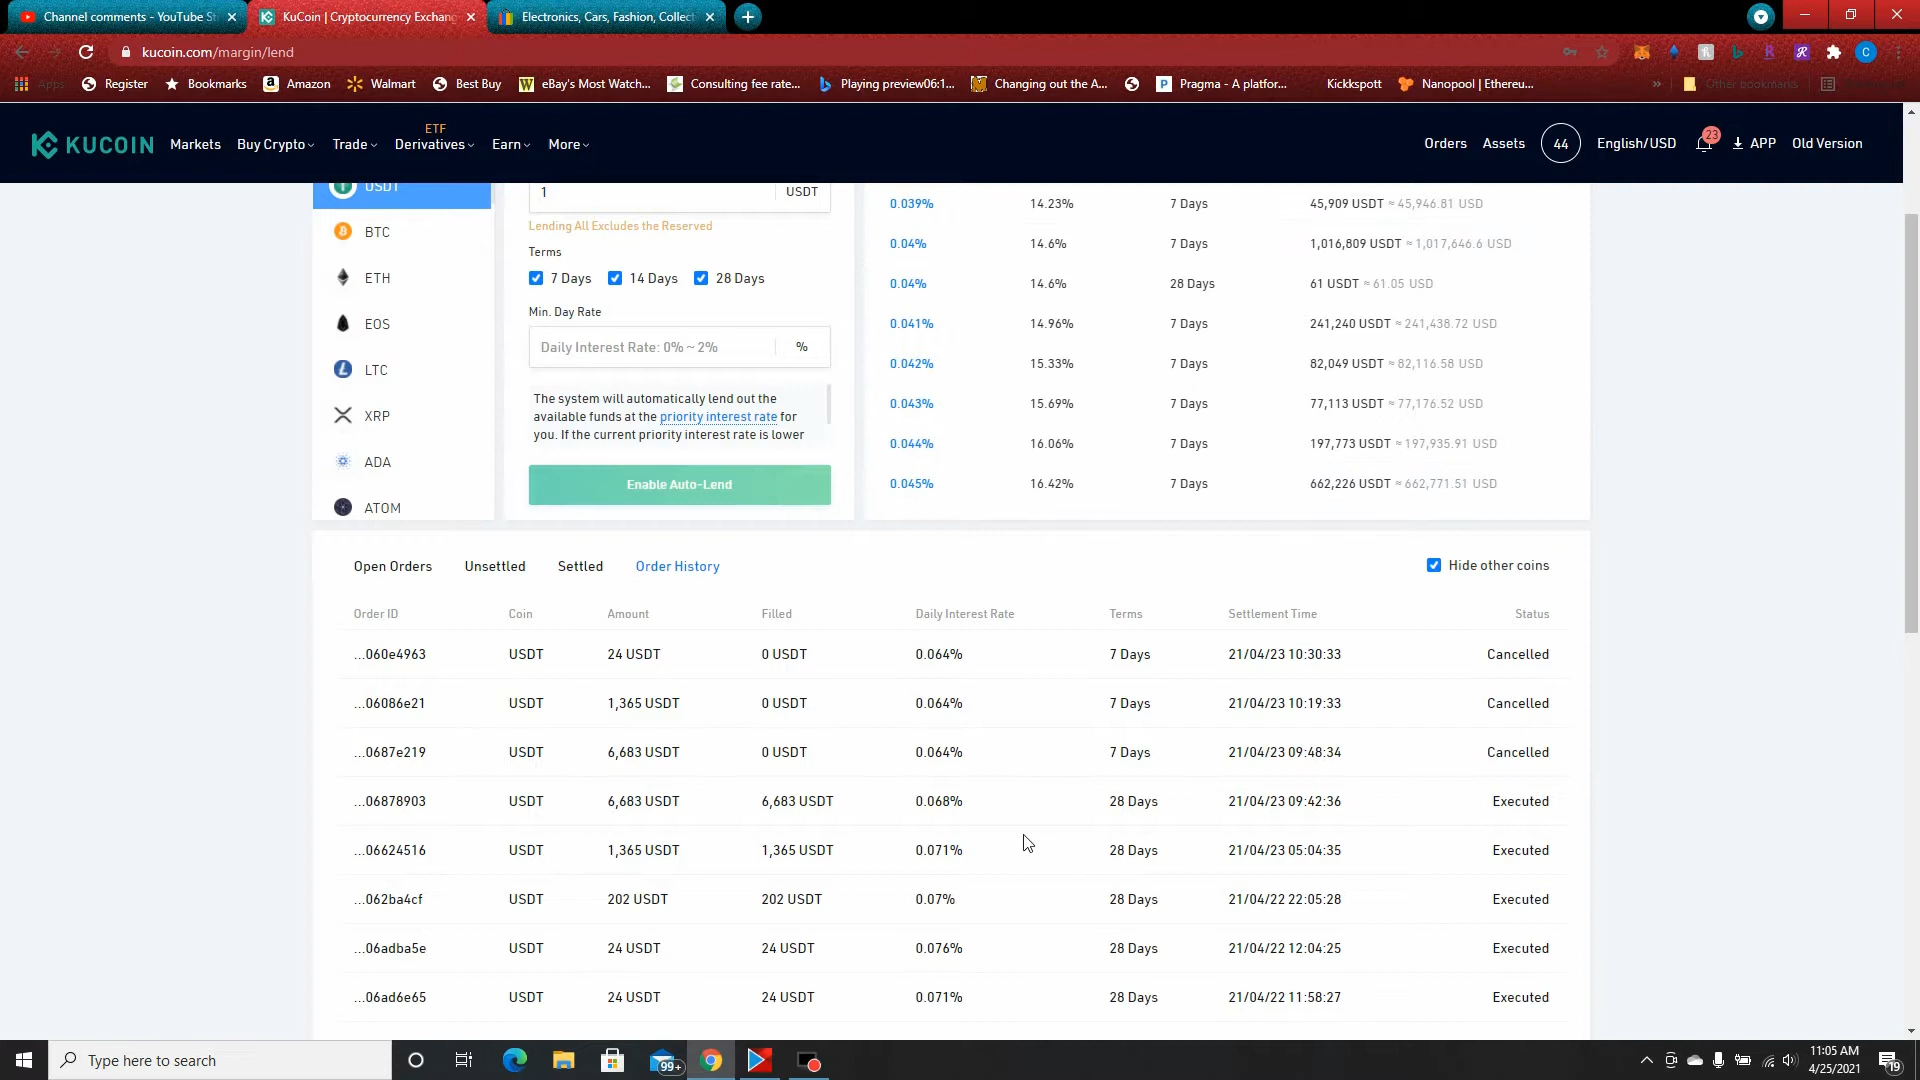 Channel comments - YouTube St
KuCoin | Cryptocurrency Exchang
Electronics, Cars, Fashion, Collect
kucoin.com/margin/lend
Apps
Register
Bookmarks
Amazon
Walmart
Best Buy
eBay's Most Watch...
Consulting fee rate...
Playing preview06:1...
Changing out the A...
Pragma - A platfor...
Kickkspott
Nanopool | Ethereu...
»
Other bookmarks
KUCOIN
Markets
Buy Crypto
Trade
ETF
Derivatives
Earn
More
Orders
Assets
44
English/USD
23
APP
Old Version
USDT
BTC
ETH
EOS
LTC
XRP
ADA
ATOM
1 USDT
Lending All Excludes the Reserved
Terms
7 Days 14 Days 28 Days
Min. Day Rate
Daily Interest Rate: 0% ~ 2% %
The system will automatically lend out the
available funds at the priority interest rate for
you. If the current priority interest rate is lower
Enable Auto-Lend
0.039% 14.23% 7 Days 45,909 USDT ≈ 45,946.81 USD
0.04% 14.6% 7 Days 1,016,809 USDT ≈ 1,017,646.6 USD
0.04% 14.6% 28 Days 61 USDT ≈ 61.05 USD
0.041% 14.96% 7 Days 241,240 USDT ≈ 241,438.72 USD
0.042% 15.33% 7 Days 82,049 USDT ≈ 82,116.58 USD
0.043% 15.69% 7 Days 77,113 USDT ≈ 77,176.52 USD
0.044% 16.06% 7 Days 197,773 USDT ≈ 197,935.91 USD
0.045% 16.42% 7 Days 662,226 USDT ≈ 662,771.51 USD
Open Orders Unsettled Settled Order History Hide other coins
Order ID Coin Amount Filled Daily Interest Rate Terms Settlement Time Status
...060e4963 USDT 24 USDT 0 USDT 0.064% 7 Days 21/04/23 10:30:33 Cancelled
...06086e21 USDT 1,365 USDT 0 USDT 0.064% 7 Days 21/04/23 10:19:33 Cancelled
...0687e219 USDT 6,683 USDT 0 USDT 0.064% 7 Days 21/04/23 09:48:34 Cancelled
...06878903 USDT 6,683 USDT 6,683 USDT 0.068% 28 Days 21/04/23 09:42:36 Executed
...06624516 USDT 1,365 USDT 1,365 USDT 0.071% 28 Days 21/04/23 05:04:35 Executed
...062ba4cf USDT 202 USDT 202 USDT 0.07% 28 Days 21/04/22 22:05:28 Executed
...06adba5e USDT 24 USDT 24 USDT 0.076% 28 Days 21/04/22 12:04:25 Executed
...06ad6e65 USDT 24 USDT 24 USDT 0.071% 28 Days 21/04/22 11:58:27 Executed
Type here to search
99+
11:05 AM
4/25/2021
19